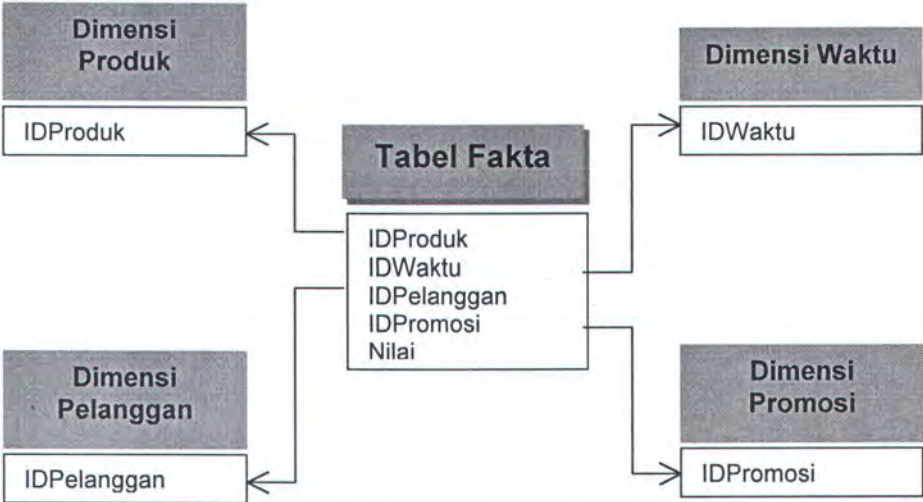 Dimensi
Produk
IDProduk
Dimensi Waktu
IDWaktu
Tabel Fakta
IDProduk
IDWaktu
IDPelanggan
IDPromosi
Nilai
Dimensi
Pelanggan
IDPelanggan
Dimensi
Promosi
IDPromosi